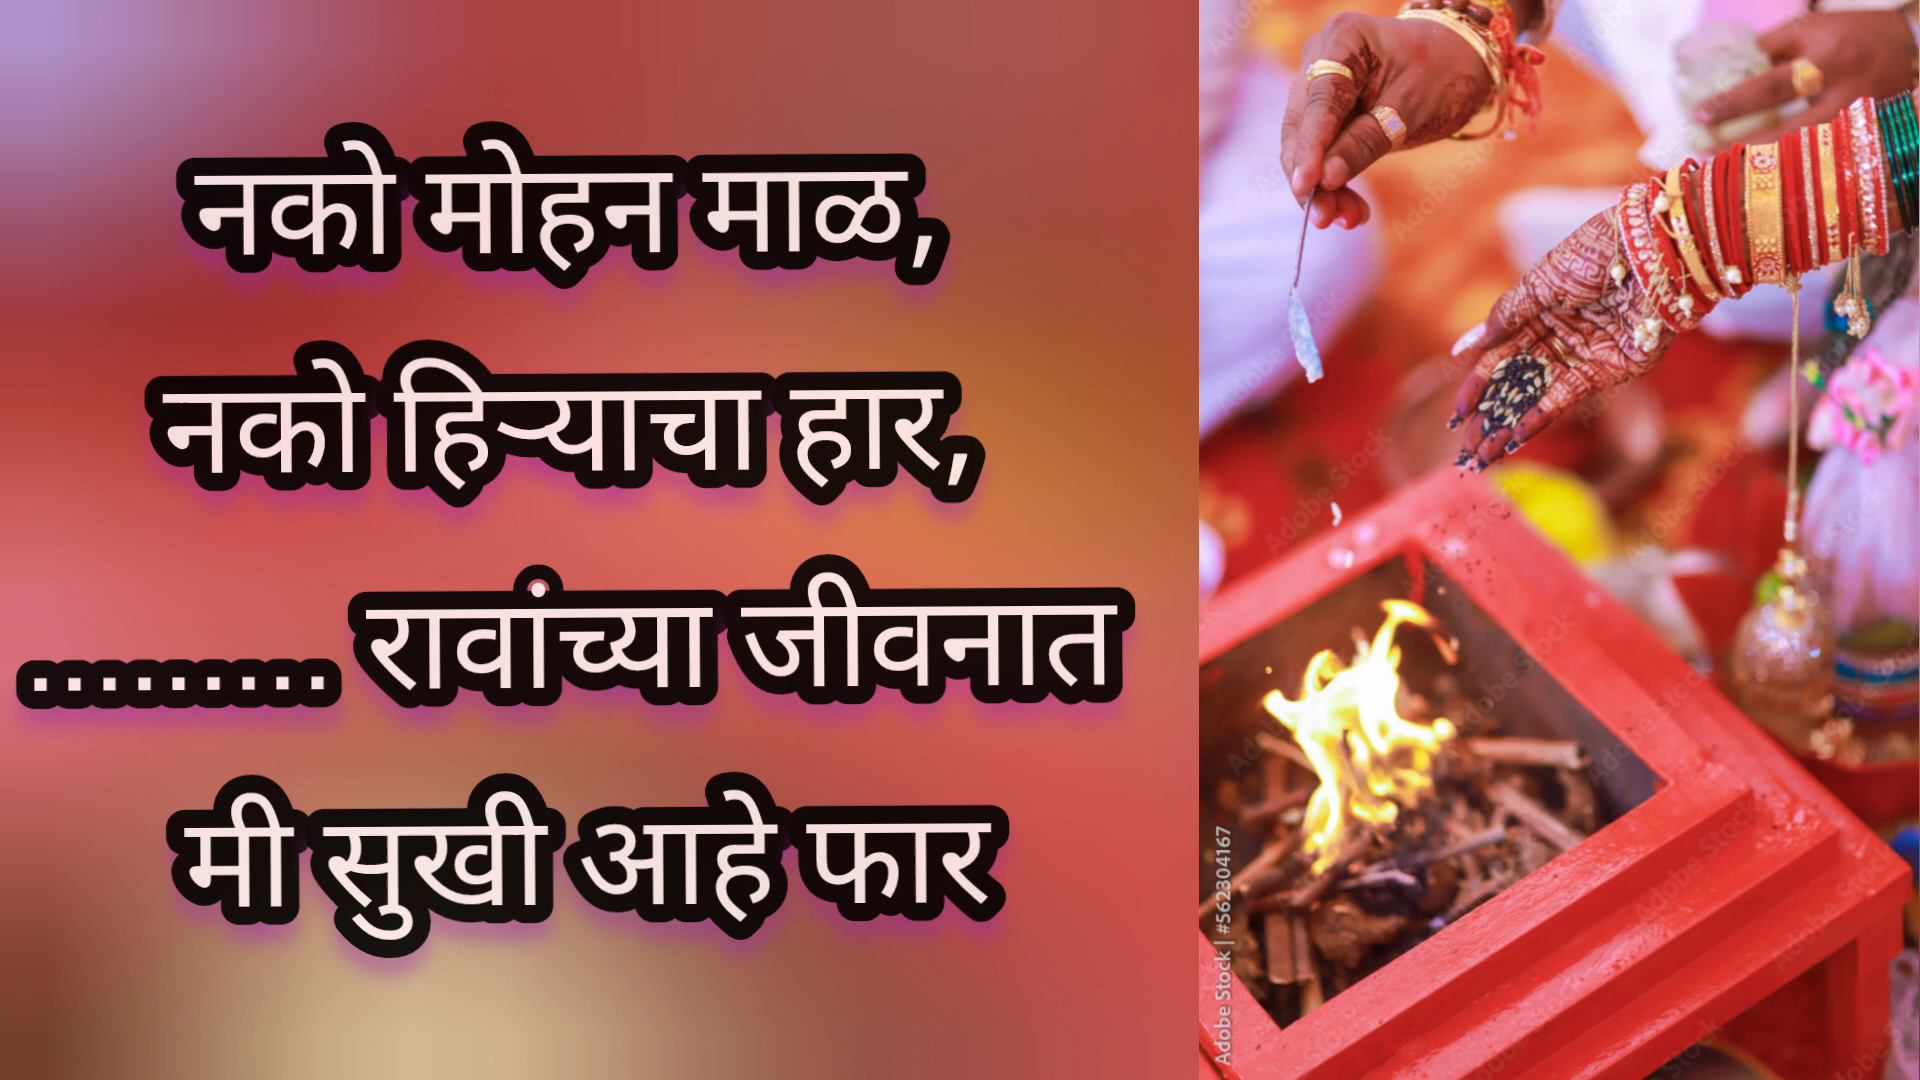 नको मोहन माळ,
नको हिऱ्याचा हार,
......... रावांच्या जीवनात
मी सुखी आहे फार
Adobe Stock | #562304167